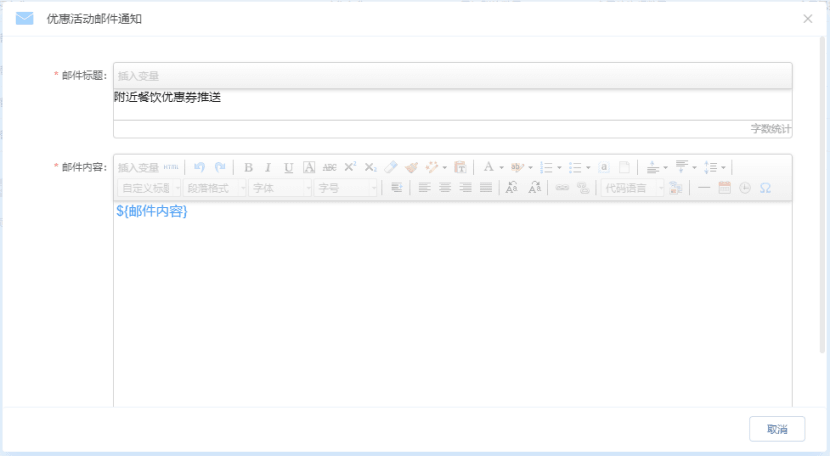 优惠活动邮件通知
* 邮件标题：
插入变量
附近餐饮优惠券推送
字数统计
* 邮件内容：
插入变量 HTML B I U A ABC X² X₂
自定义标题 段落格式 字体 字号 代码语言
${邮件内容}
取消